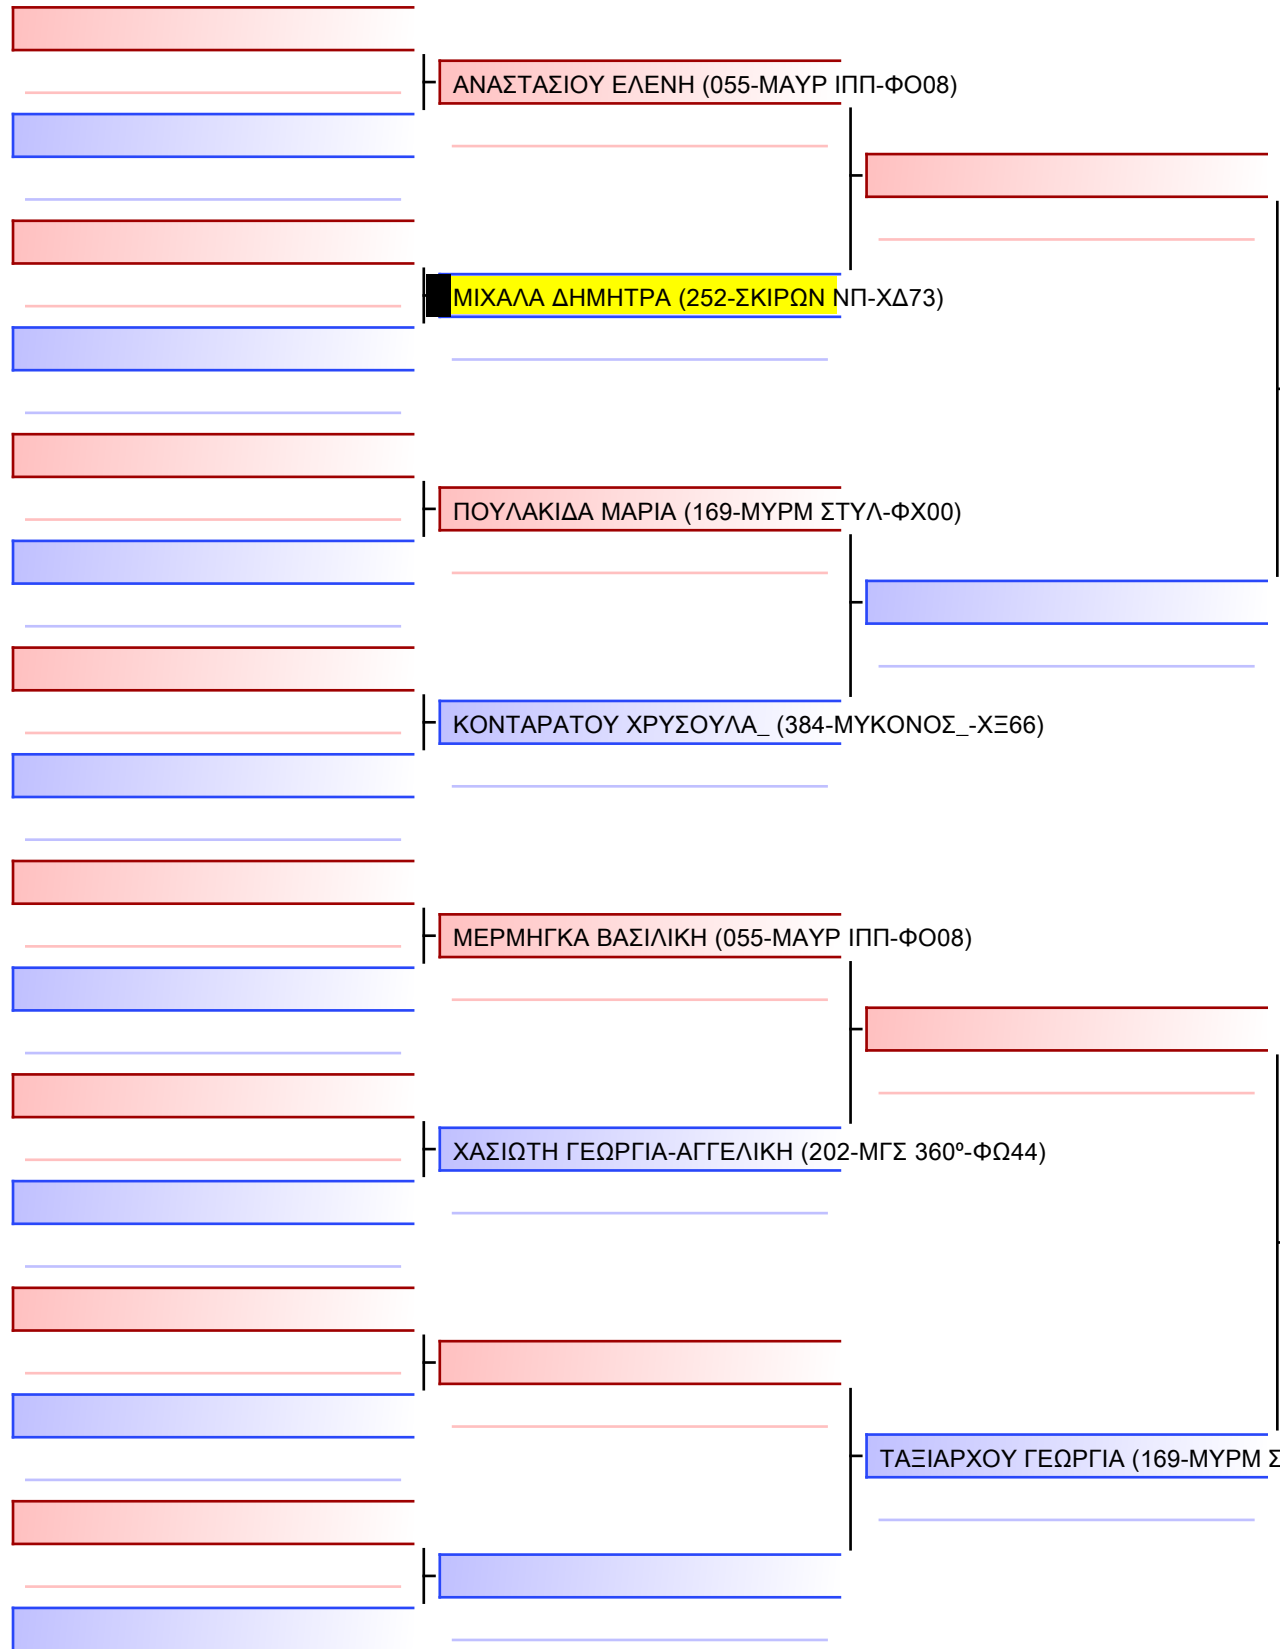 ΑΝΑΣΤΑΣΙΟΥ ΕΛΕΝΗ (055-ΜΑΥΡ ΙΠΠ-ΦΟ08)
ΜΙΧΑΛΑ ΔΗΜΗΤΡΑ (252-ΣΚΙΡΩΝ ΝΠ-ΧΔ73)
ΠΟΥΛΑΚΙΔΑ ΜΑΡΙΑ (169-ΜΥΡΜ ΣΤΥΛ-ΦΧ00)
ΚΟΝΤΑΡΑΤΟΥ ΧΡΥΣΟΥΛΑ_ (384-ΜΥΚΟΝΟΣ_-ΧΞ66)
ΜΕΡΜΗΓΚΑ ΒΑΣΙΛΙΚΗ (055-ΜΑΥΡ ΙΠΠ-ΦΟ08)
ΧΑΣΙΩΤΗ ΓΕΩΡΓΙΑ-ΑΓΓΕΛΙΚΗ (202-ΜΓΣ 360º-ΦΩ44)
ΤΑΞΙΑΡΧΟΥ ΓΕΩΡΓΙΑ (169-ΜΥΡΜ Σ